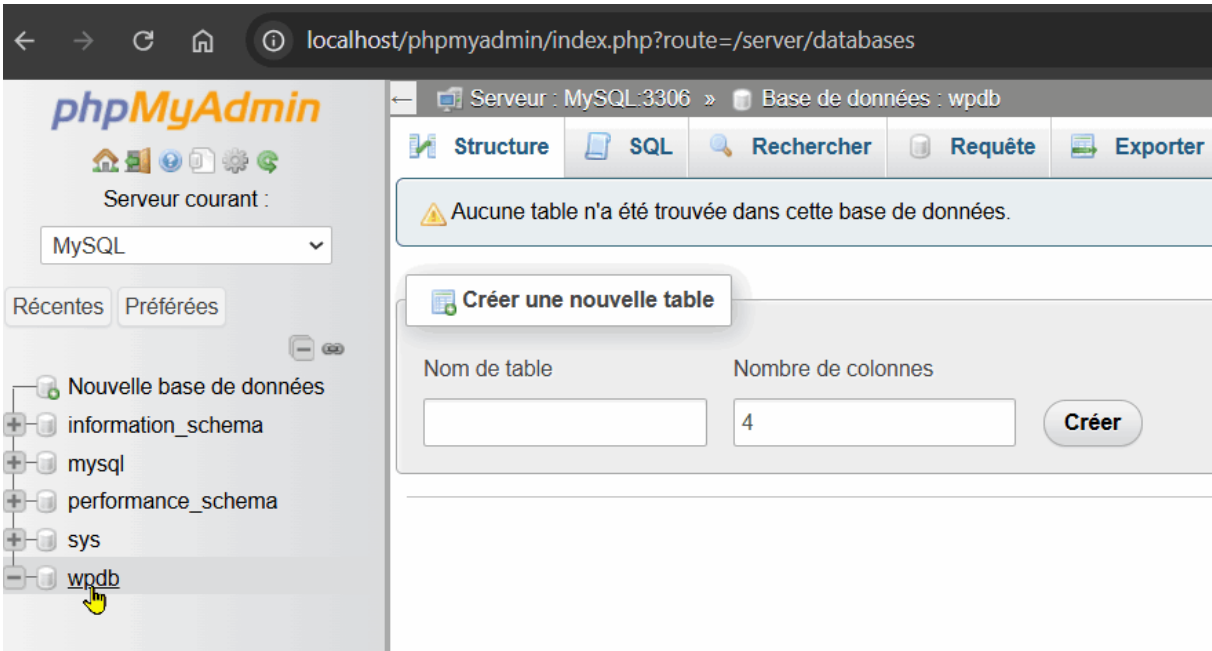 localhost/phpmyadmin/index.php?route=/server/databases
phpMyAdmin
Serveur courant :
MySQL
Récentes Préférées
Nouvelle base de données
information_schema
mysql
performance_schema
sys
wpdb
Serveur : MySQL:3306 » Base de données : wpdb
Structure SQL Rechercher Requête Exporter
Aucune table n'a été trouvée dans cette base de données.
Créer une nouvelle table
Nom de table Nombre de colonnes
4 Créer